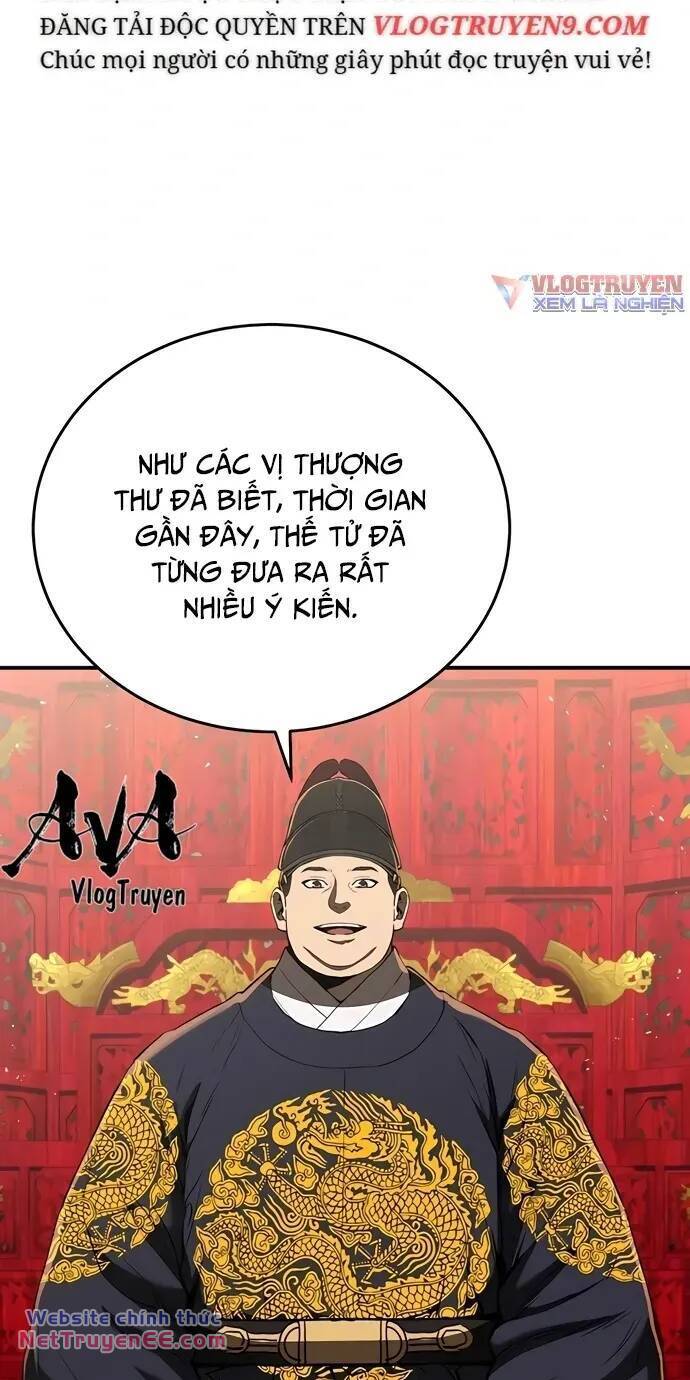 ĐĂNG TẢI ĐỘC QUYỀN TRÊN VLOGTRUYEN9.COM
Chúc mọi người có những giây phút đọc truyện vui vẻ!
VLOGTRUYEN
XEM LÀ NGHIỆN
NHƯ CÁC VỊ THƯỢNG
THƯ ĐÃ BIẾT, THỜI GIAN
GẦN ĐÂY, THẾ TỬ ĐÃ
TỪNG ĐƯA RA RẤT
NHIỀU Ý KIẾN.
AVA
VlogTruyen
Website chính thức
NetTruyenEE.com